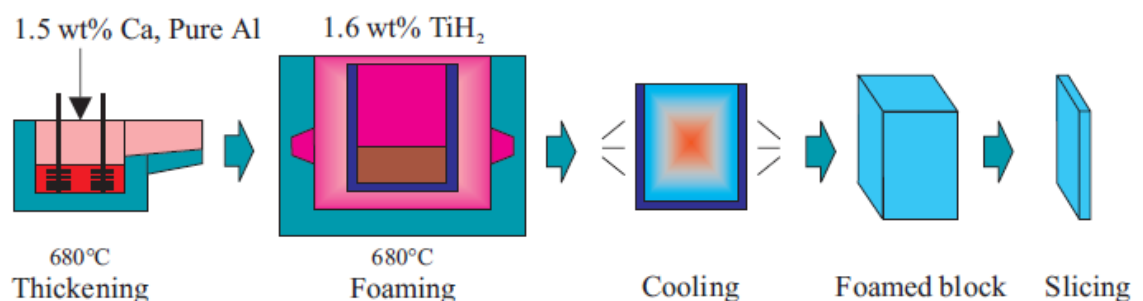 1.5 wt% Ca, Pure Al
1.6 wt% TiH₂
680°C
680°C
Thickening
Foaming
Cooling
Foamed block
Slicing